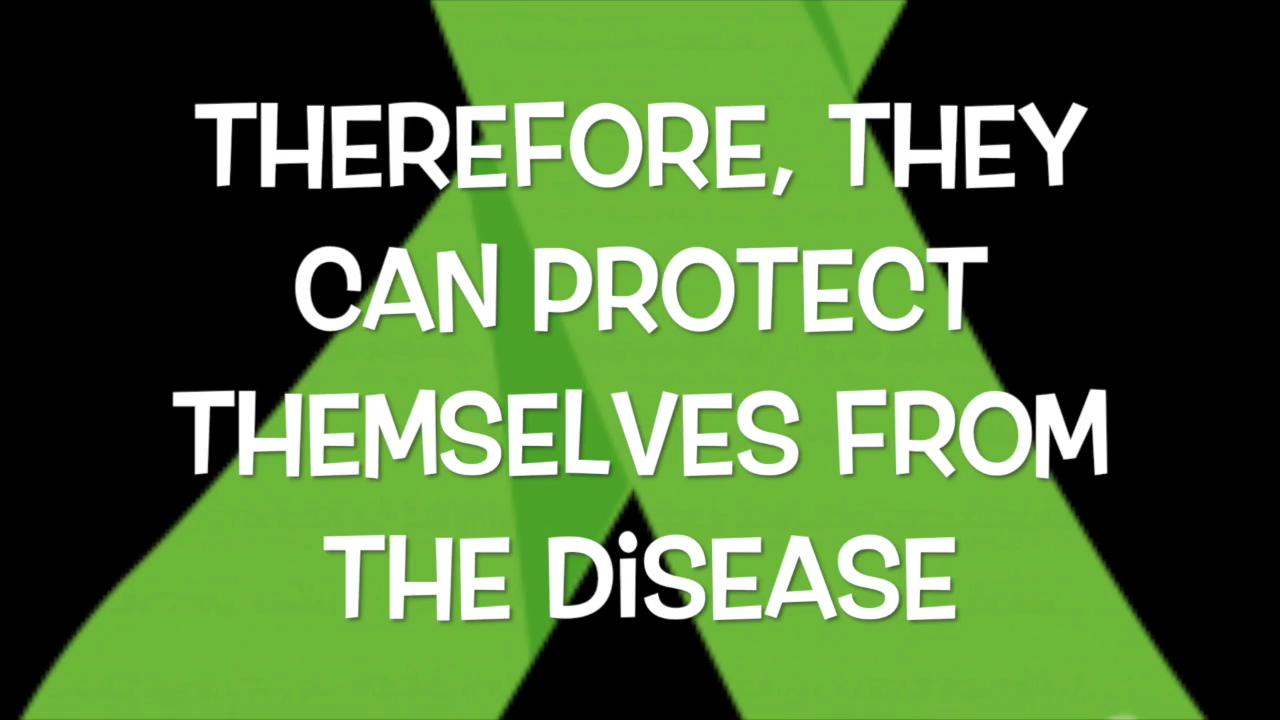 THEREFORE, THEY
CAN PROTECT
THEMSELVES FROM
THE DiSEASE